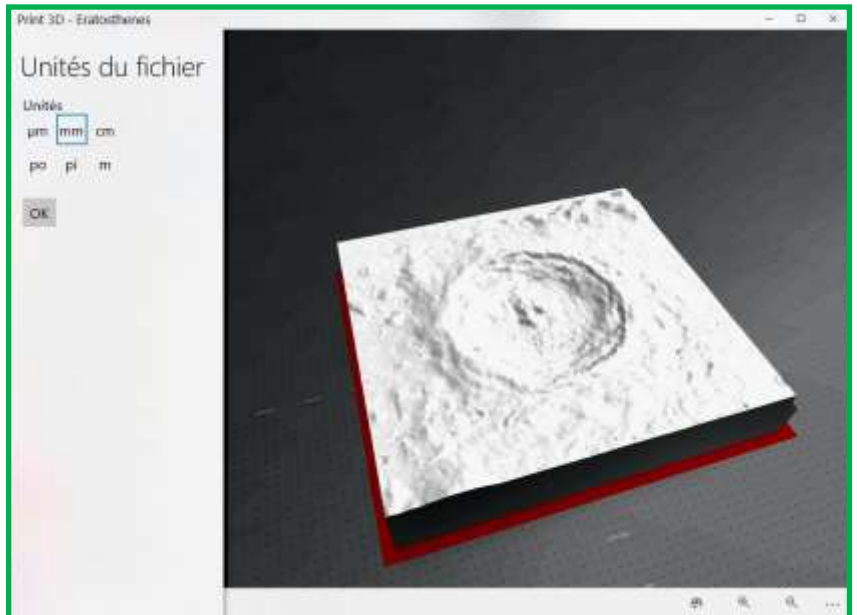 Print 3D - Eratosthenes
Unités du fichier
Unités
µm mm cm
po pi m
OK